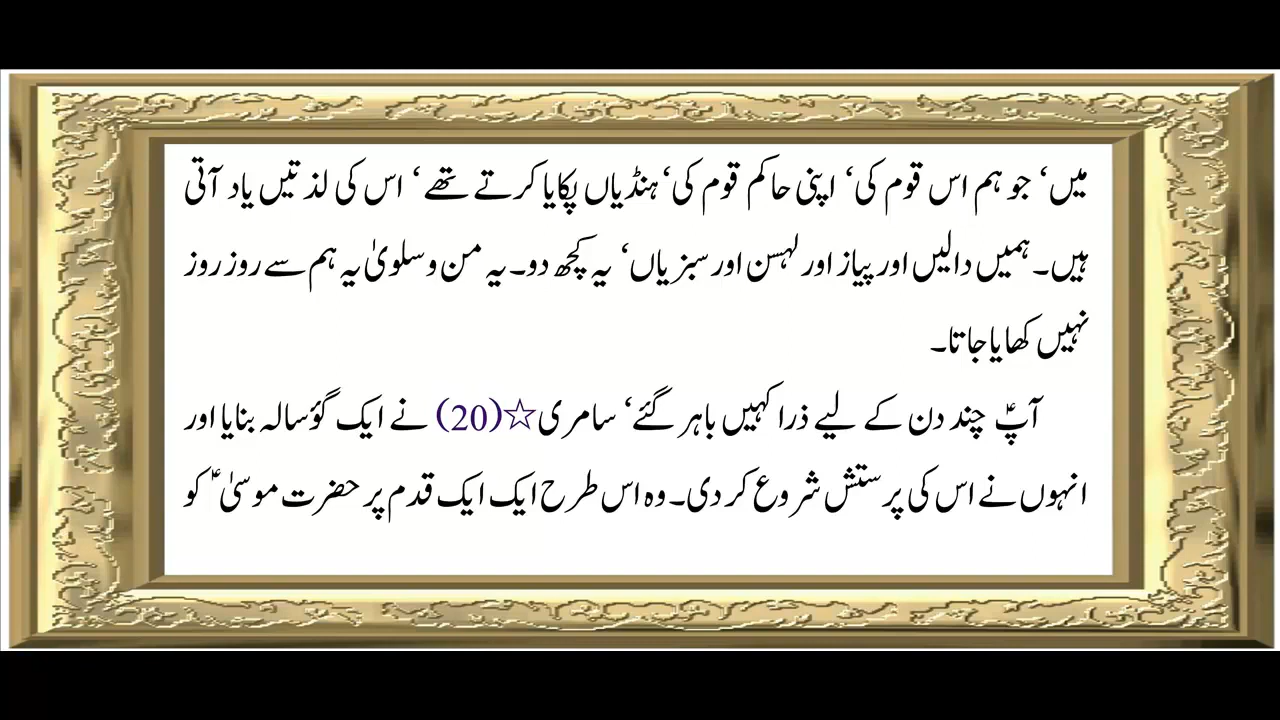 میں‘ جو ہم اس قوم کی‘ اپنی حاکم قوم کی‘ ہنڈیاں پکایا کرتے تھے‘ اس کی لذتیں یاد آتی
ہیں۔ ہمیں دالیں اور پیاز اور لہسن اور سبزیاں‘ یہ کچھ دو۔ یہ من و سلویٰ یہ ہم سے روز روز
نہیں کھایا جاتا۔
آپؑ چند دن کے لیے ذرا کہیں باہر گئے‘ سامری☆(20) نے ایک گؤسالہ بنایا اور
انہوں نے اس کی پرستش شروع کر دی۔ وہ اس طرح ایک ایک قدم پر حضرت موسیٰؑ کو